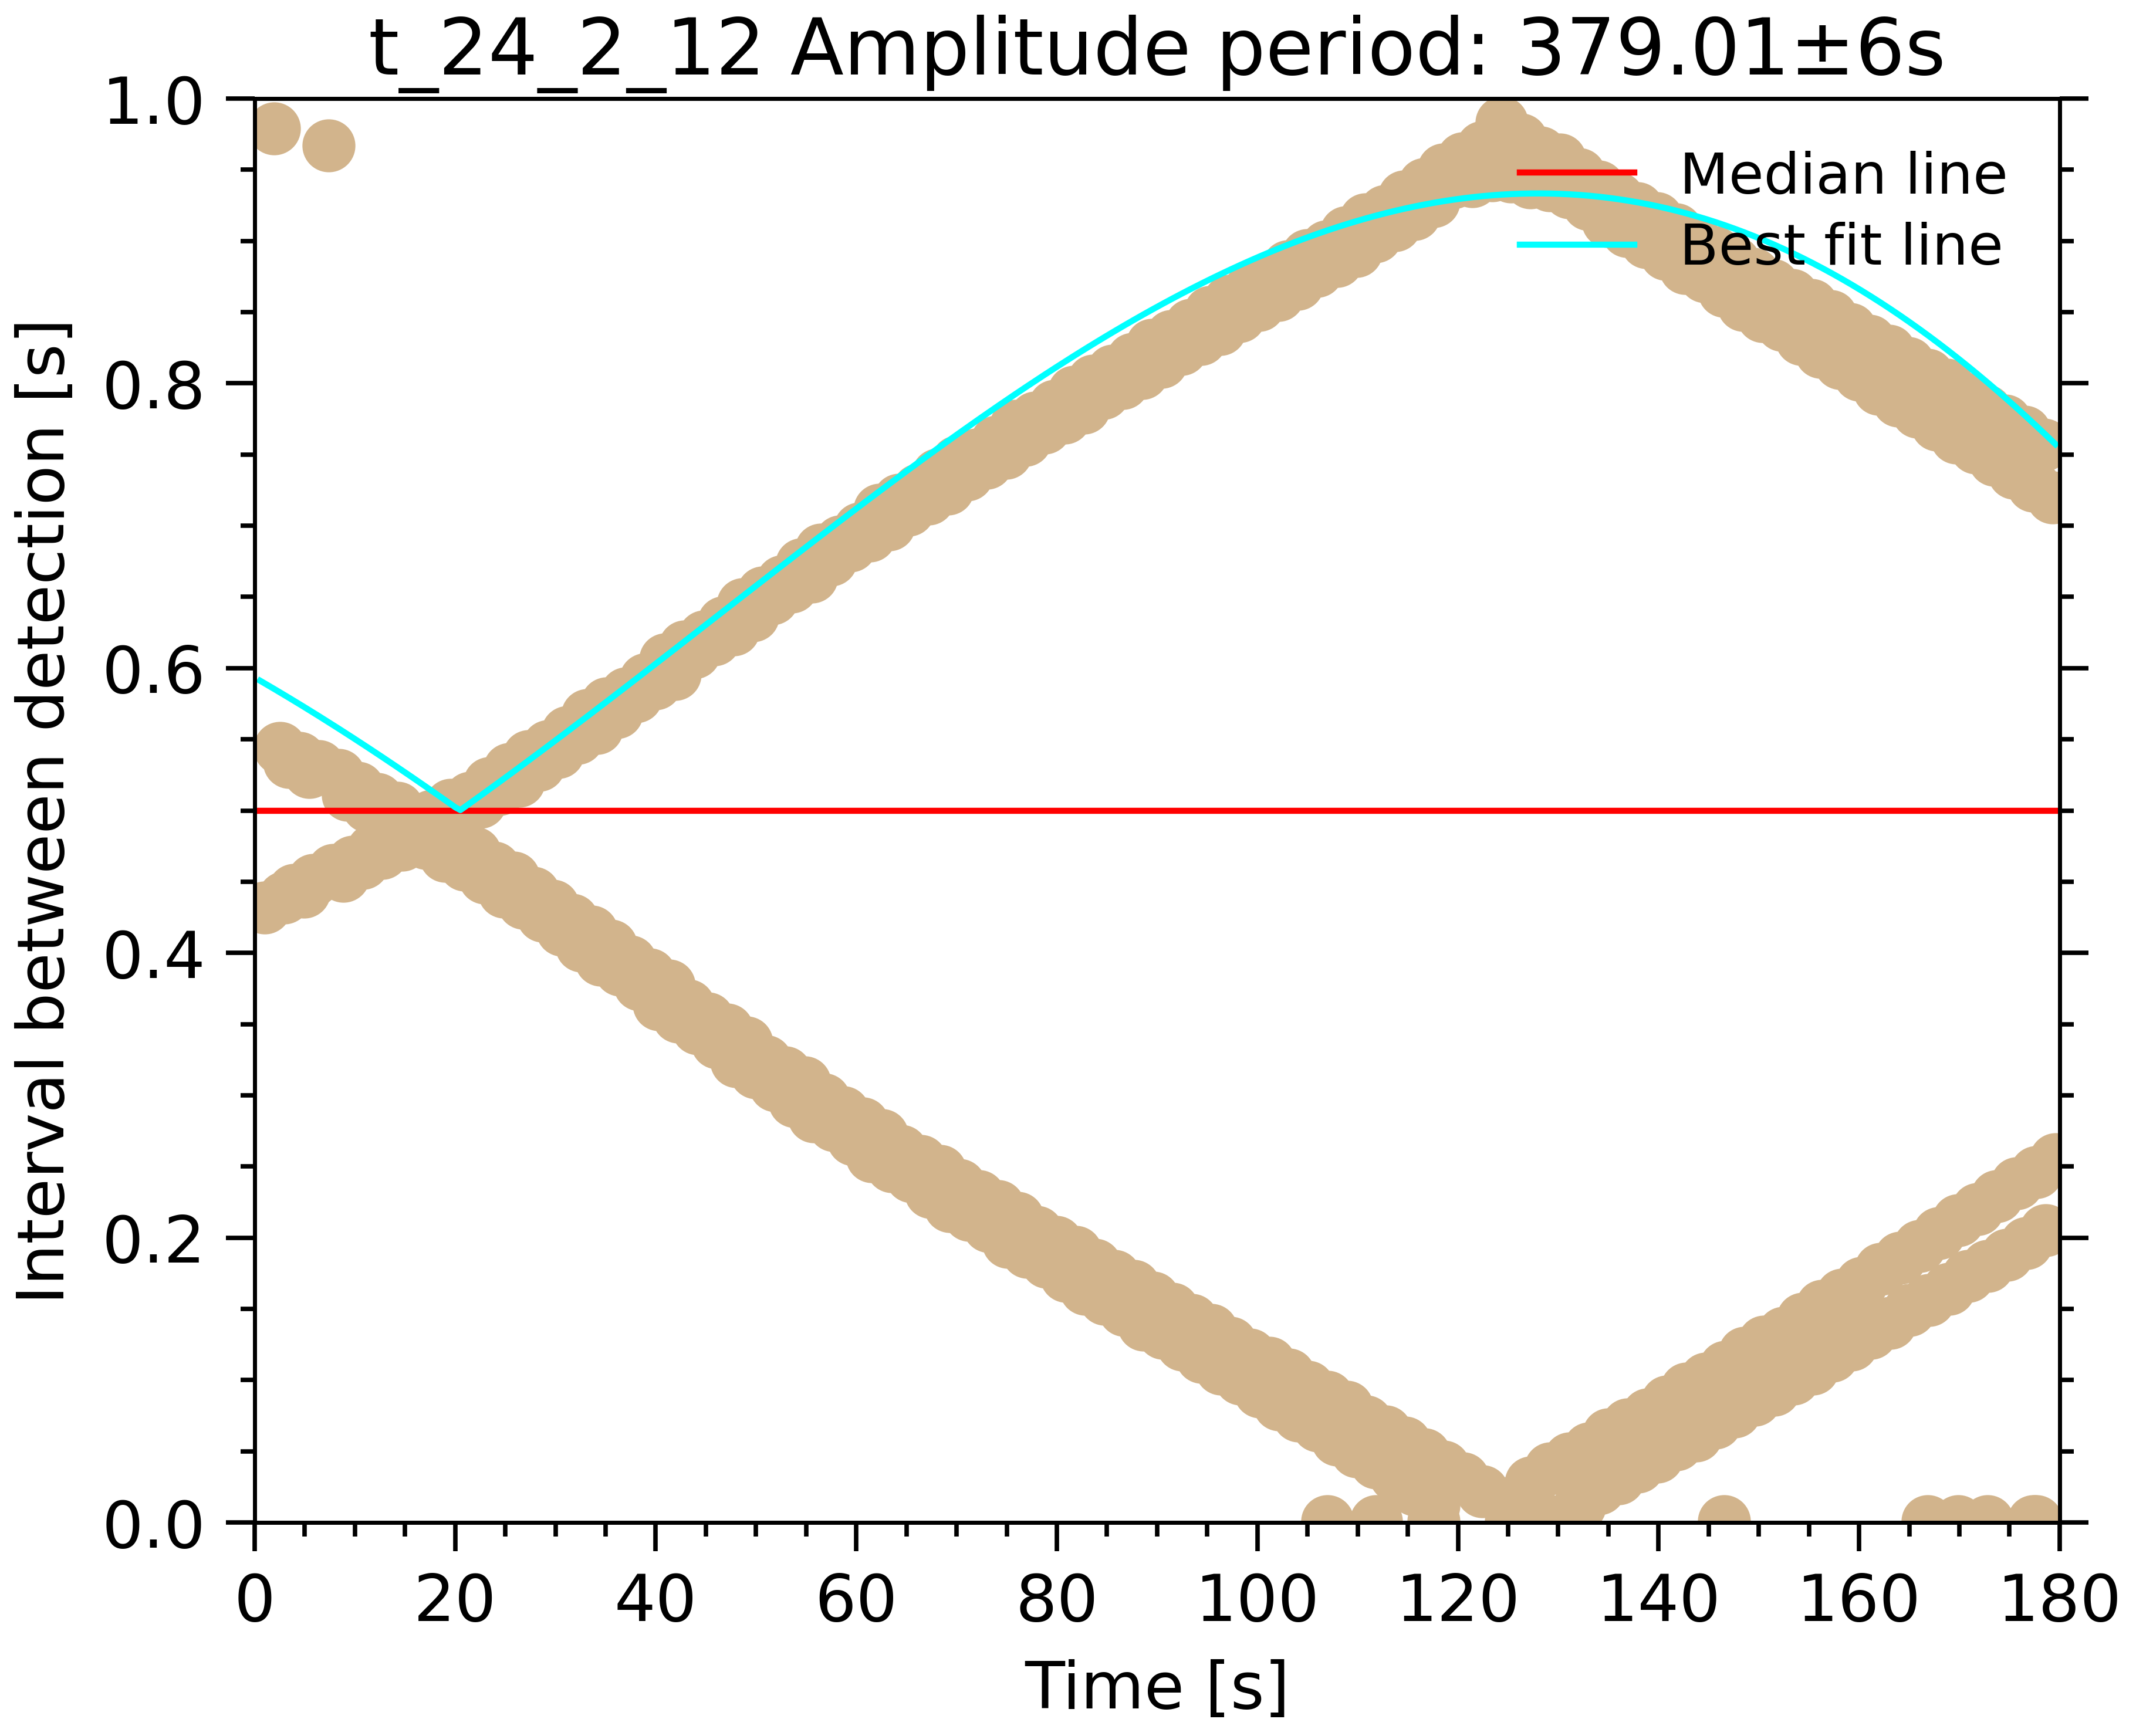 t_24_2_12 Amplitude period: 379.01±6s
Median line
Best fit line
Interval between detection [s]
1.0
0.8
0.6
0.4
0.2
0.0
0 20 40 60 80 100 120 140 160 180
Time [s]